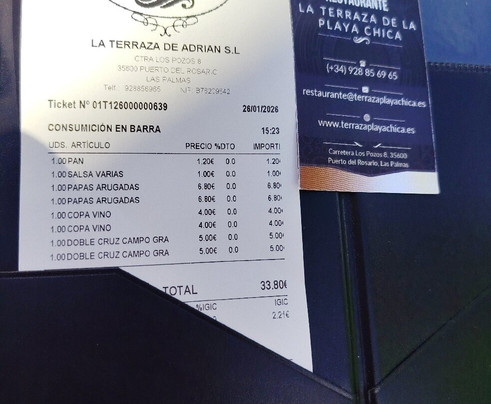 LA TERRAZA DE ADRIAN S.L
CTRA LOS POZOS 8
35600 PUERTO DEL ROSARIO
LAS PALMAS
Ticket Nº 01T126000000639 26/01/2026
CONSUMICIÓN EN BARRA 15:23
UDS. ARTÍCULO PRECIO %DTO IMPORTI
1.00 PAN 1.20€ 0.0 1.20
1.00 SALSA VARIAS 1.00€ 0.0 1.00
1.00 PAPAS ARUGADAS 6.80€ 0.0 6.80
1.00 PAPAS ARUGADAS 6.80€ 0.0 6.80
1.00 COPA VINO 4.00€ 0.0 4.00
1.00 COPA VINO 4.00€ 0.0 4.00
1.00 DOBLE CRUZ CAMPO GRA 5.00€ 0.0 5.00
1.00 DOBLE CRUZ CAMPO GRA 5.00€ 0.0 5.00
TOTAL 33.80€
%IGIC IGIC
2.21€
RESTAURANTE
LA TERRAZA DE LA
PLAYA CHICA
(+34) 928 85 69 65
restaurante@terrazaplayachica.es
www.terrazaplayachica.es
Carretera Los Pozos 8, 35600
Puerto del Rosario, Las Palmas